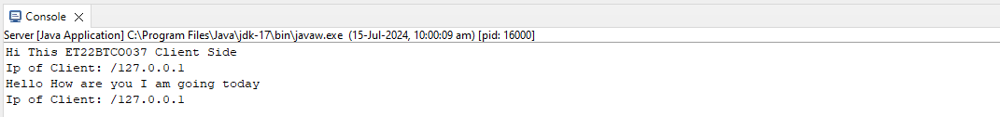 Console
Server [Java Application] C:\Program Files\Java\jdk-17\bin\javaw.exe (15-Jul-2024, 10:00:09 am) [pid: 16000]
Hi This ET22BTCO037 Client Side
Ip of Client: /127.0.0.1
Hello How are you I am going today
Ip of Client: /127.0.0.1